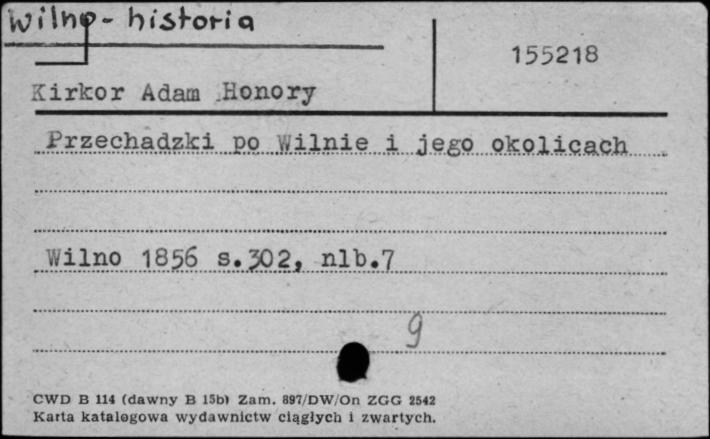 Wilno - historia
155218
Kirkor Adam Honory
Przechadzki po Wilnie i jego okolicach
Wilno 1856 s.302, nlb.7
9
CWD B 114 (dawny B 15b) Zam. 897/DW/On ZGG 2542
Karta katalogowa wydawnictw ciągłych i zwartych.